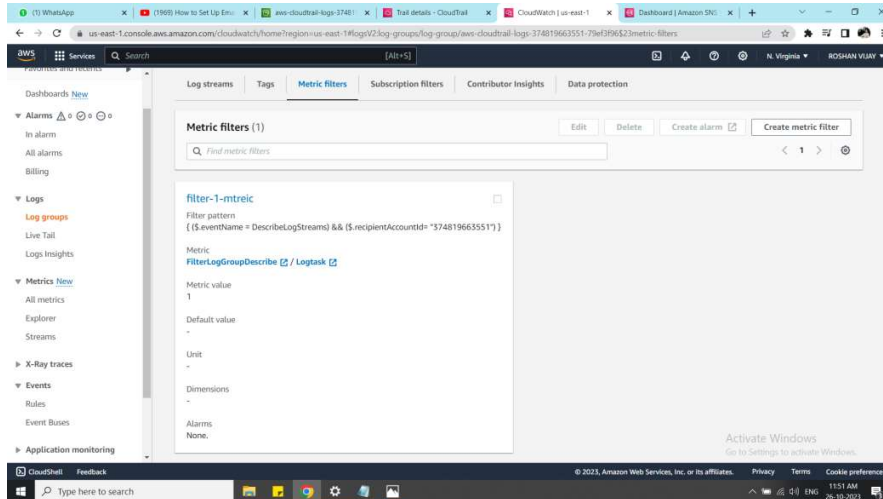 (1) WhatsApp
(1969) How to Set Up Em
aws-cloudtrail-logs-37481
Trail details - CloudTrail
CloudWatch | us-east-1
Dashboard | Amazon SNS
us-east-1.console.aws.amazon.com/cloudwatch/home?region=us-east-1#logsV2:log-groups/log-group/aws-cloudtrail-logs-374819663551-79ef3f96$23metric-filters
aws
Services
Search
[Alt+S]
N. Virginia
ROSHAN VIJAY
Favorites and recents
Dashboards New
Alarms 0 0 0
In alarm
All alarms
Billing
Logs
Log groups
Live Tail
Logs Insights
Metrics New
All metrics
Explorer
Streams
X-Ray traces
Events
Rules
Event Buses
Application monitoring
Log streams
Tags
Metric filters
Subscription filters
Contributor Insights
Data protection
Metric filters (1)
Edit
Delete
Create alarm
Create metric filter
Find metric filters
1
filter-1-mtreic
Filter pattern
{ ($.eventName = DescribeLogStreams) && ($.recipientAccountId= "374819663551") }
Metric
FilterLogGroupDescribe / Logtask
Metric value
1
Default value
-
Unit
-
Dimensions
-
Alarms
None.
Activate Windows
Go to Settings to activate Windows.
CloudShell
Feedback
© 2023, Amazon Web Services, Inc. or its affiliates.
Privacy
Terms
Cookie preference
Type here to search
ENG
11:51 AM
26-10-2023